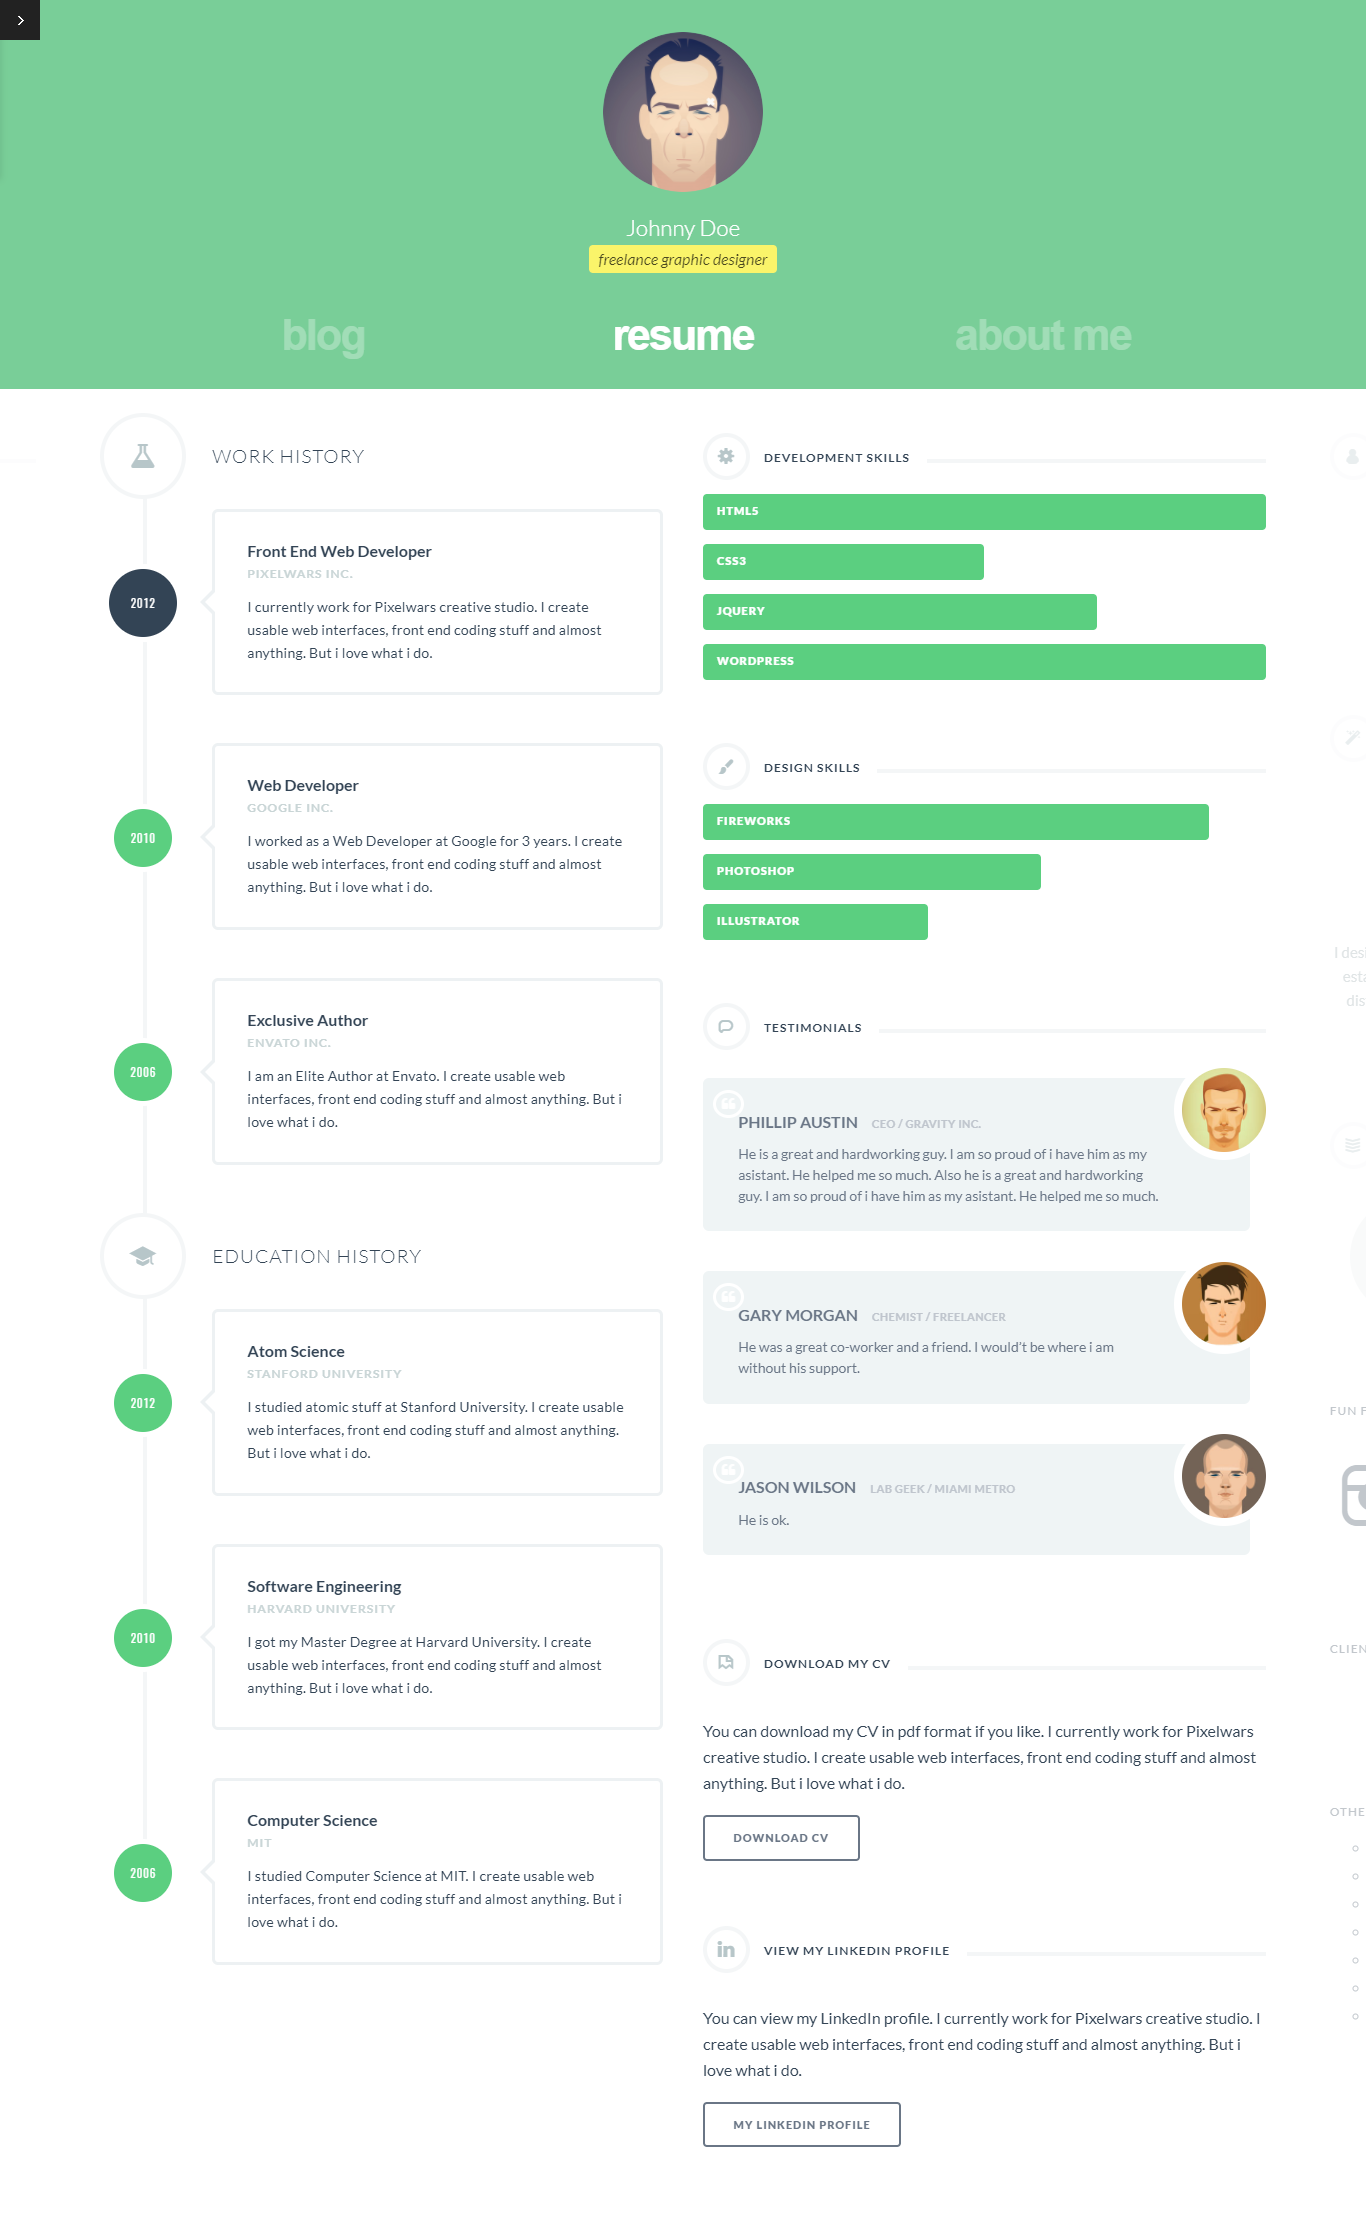 Johnny Doe
freelance graphic designer
blog
resume
about me
WORK HISTORY
2012
Front End Web Developer
PIXELWARS INC.
I currently work for Pixelwars creative studio. I create
usable web interfaces, front end coding stuff and almost
anything. But i love what i do.
2010
Web Developer
GOOGLE INC.
I worked as a Web Developer at Google for 3 years. I create
usable web interfaces, front end coding stuff and almost
anything. But i love what i do.
2006
Exclusive Author
ENVATO INC.
I am an Elite Author at Envato. I create usable web
interfaces, front end coding stuff and almost anything. But i
love what i do.
EDUCATION HISTORY
2012
Atom Science
STANFORD UNIVERSITY
I studied atomic stuff at Stanford University. I create usable
web interfaces, front end coding stuff and almost anything.
But i love what i do.
2010
Software Engineering
HARVARD UNIVERSITY
I got my Master Degree at Harvard University. I create
usable web interfaces, front end coding stuff and almost
anything. But i love what i do.
2006
Computer Science
MIT
I studied Computer Science at MIT. I create usable web
interfaces, front end coding stuff and almost anything. But i
love what i do.
DEVELOPMENT SKILLS
HTML5
CSS3
JQUERY
WORDPRESS
DESIGN SKILLS
FIREWORKS
PHOTOSHOP
ILLUSTRATOR
TESTIMONIALS
PHILLIP AUSTIN CEO / GRAVITY INC.
He is a great and hardworking guy. I am so proud of i have him as my
asistant. He helped me so much. Also he is a great and hardworking
guy. I am so proud of i have him as my asistant. He helped me so much.
GARY MORGAN CHEMIST / FREELANCER
He was a great co-worker and a friend. I would't be where i am
without his support.
JASON WILSON LAB GEEK / MIAMI METRO
He is ok.
DOWNLOAD MY CV
You can download my CV in pdf format if you like. I currently work for Pixelwars
creative studio. I create usable web interfaces, front end coding stuff and almost
anything. But i love what i do.
DOWNLOAD CV
VIEW MY LINKEDIN PROFILE
You can view my LinkedIn profile. I currently work for Pixelwars creative studio. I
create usable web interfaces, front end coding stuff and almost anything. But i
love what i do.
MY LINKEDIN PROFILE
I desi
esta
dis
FUN F
CLIEN
OTHE